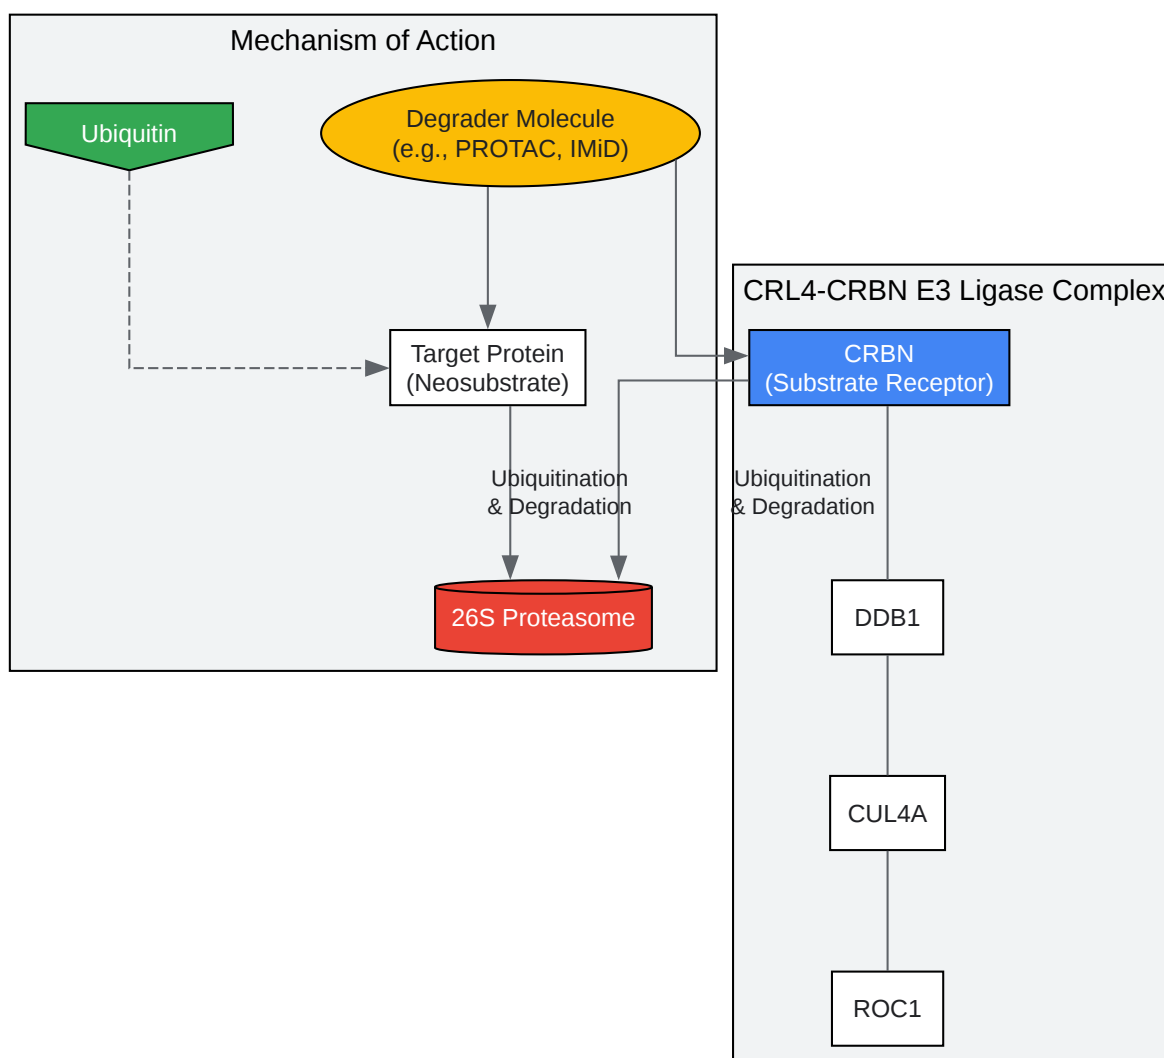 Mechanism of Action
Ubiquitin
Degrader Molecule
(e.g., PROTAC, IMiD)
CRL4-CRBN E3 Ligase Complex
Target Protein
(Neosubstrate)
CRBN
(Substrate Receptor)
Ubiquitination
& Degradation
Ubiquitination
& Degradation
26S Proteasome
DDB1
CUL4A
ROC1